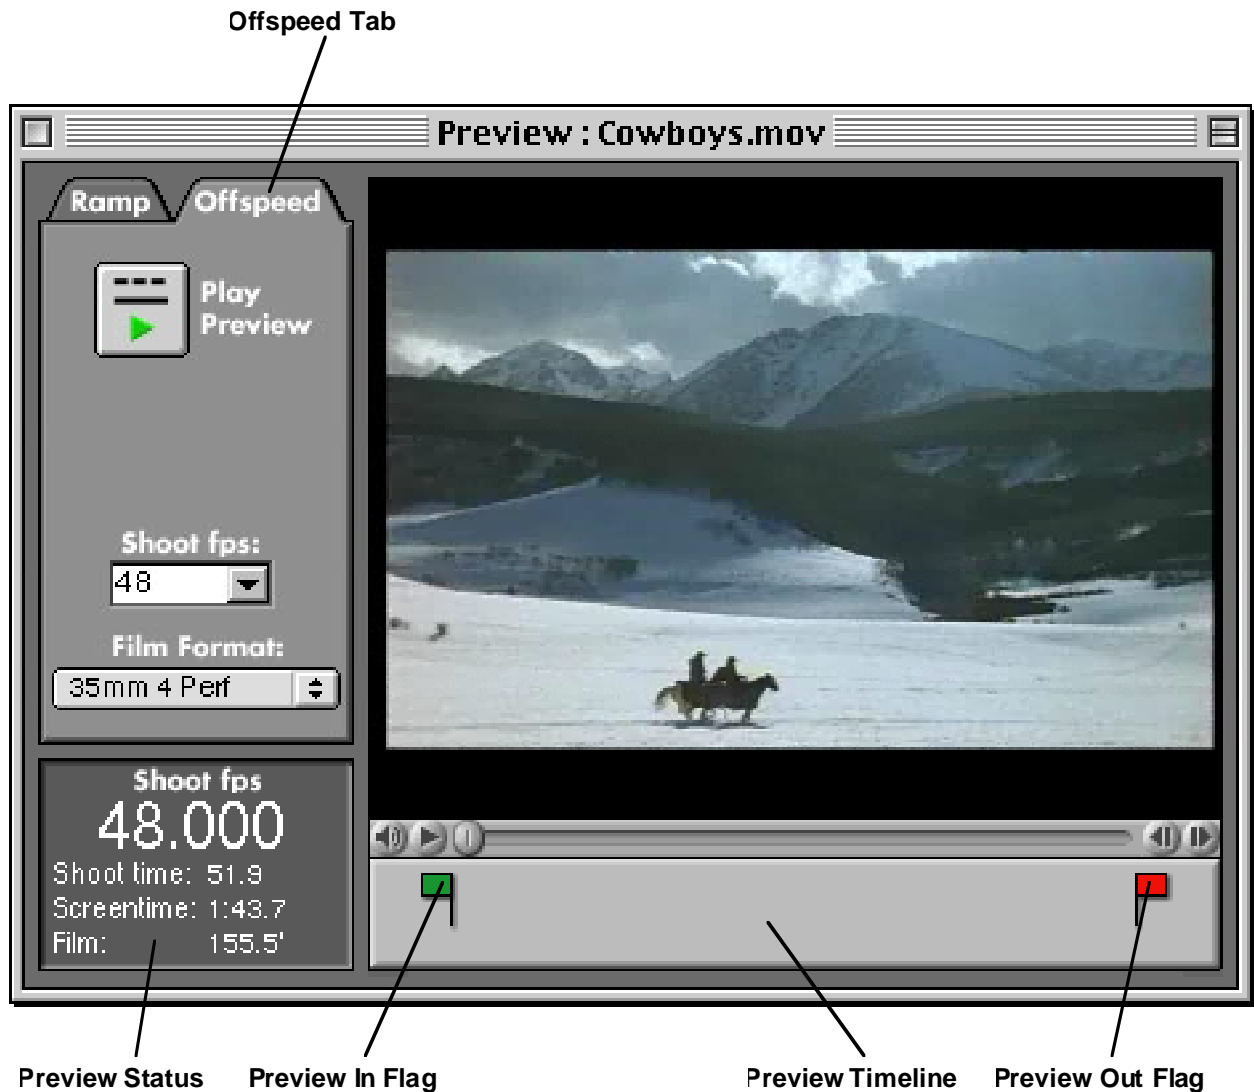 Offspeed Tab
Preview : Cowboys.mov
Ramp
Offspeed
Play
Preview
Shoot fps:
48
Film Format:
35mm 4 Perf
Shoot fps
48.000
Shoot time: 51.9
Screentime: 1:43.7
Film: 155.5'
Preview Status
Preview In Flag
Preview Timeline
Preview Out Flag